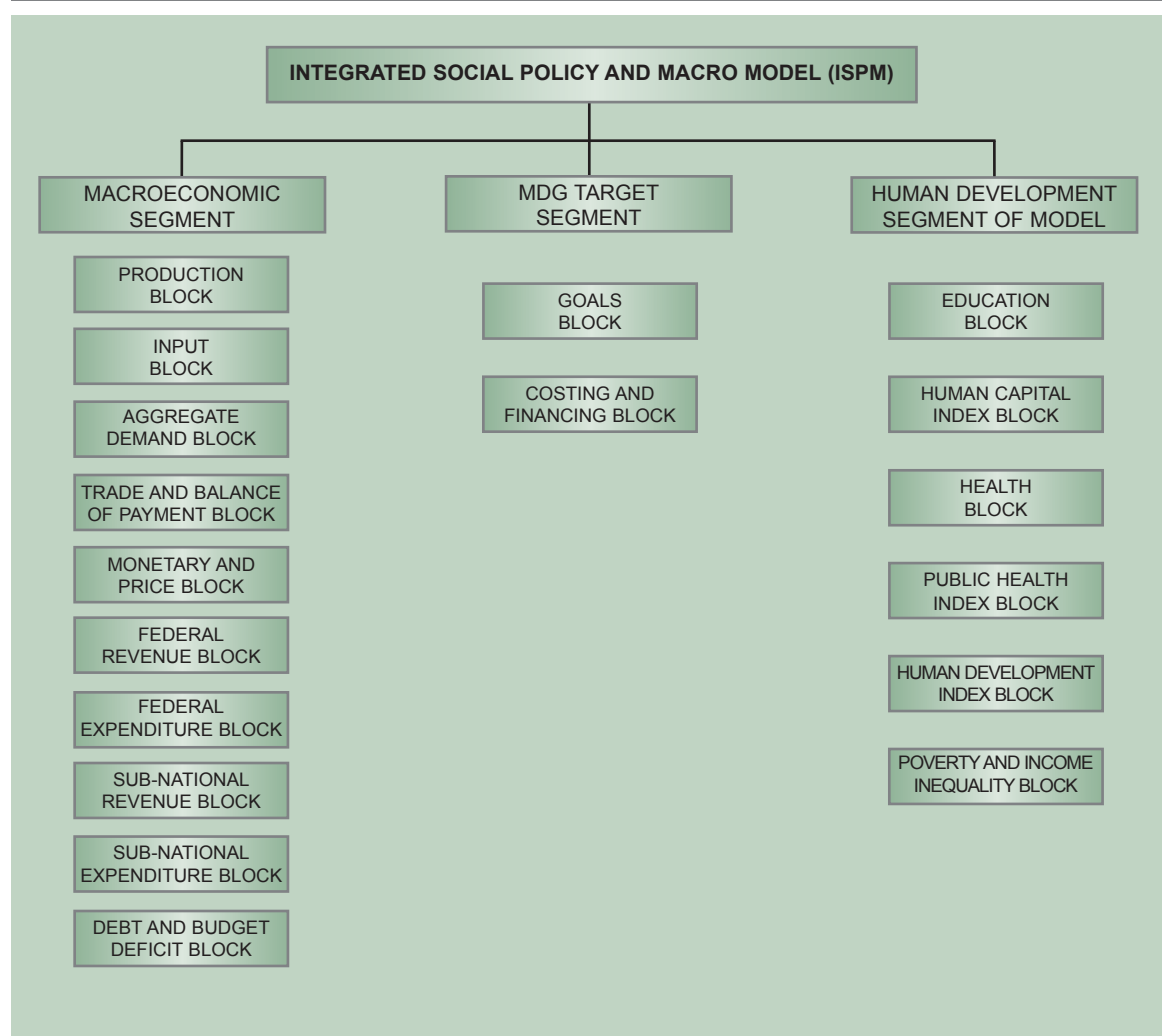 INTEGRATED SOCIAL POLICY AND MACRO MODEL (ISPM)
MACROECONOMIC
SEGMENT
PRODUCTION
BLOCK
INPUT
BLOCK
AGGREGATE
DEMAND BLOCK
TRADE AND BALANCE
OF PAYMENT BLOCK
MONETARY AND
PRICE BLOCK
FEDERAL
REVENUE BLOCK
FEDERAL
EXPENDITURE BLOCK
SUB-NATIONAL
REVENUE BLOCK
SUB-NATIONAL
EXPENDITURE BLOCK
DEBT AND BUDGET
DEFICIT BLOCK
MDG TARGET
SEGMENT
GOALS
BLOCK
COSTING AND
FINANCING BLOCK
HUMAN DEVELOPMENT
SEGMENT OF MODEL
EDUCATION
BLOCK
HUMAN CAPITAL
INDEX BLOCK
HEALTH
BLOCK
PUBLIC HEALTH
INDEX BLOCK
HUMAN DEVELOPMENT
INDEX BLOCK
POVERTY AND INCOME
INEQUALITY BLOCK